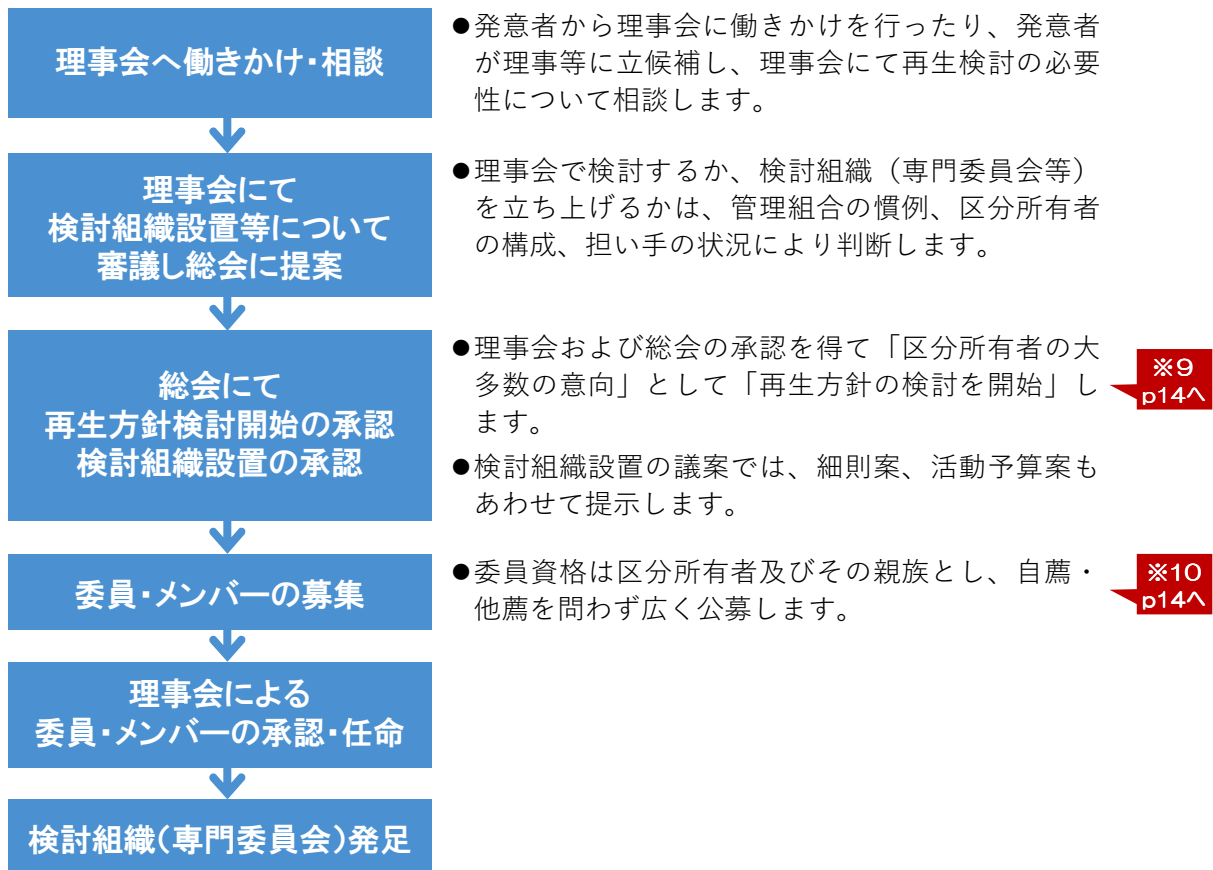 理事会へ働きかけ・相談
●発意者から理事会に働きかけを行ったり、発意者
が理事等に立候補し、理事会にて再生検討の必要
性について相談します。
理事会にて
検討組織設置等について
審議し総会に提案
●理事会で検討するか、検討組織（専門委員会等）
を立ち上げるかは、管理組合の慣例、区分所有者
の構成、担い手の状況により判断します。
総会にて
再生方針検討開始の承認
検討組織設置の承認
●理事会および総会の承認を得て「区分所有者の大
多数の意向」として「再生方針の検討を開始」し
ます。
※9
p14へ
●検討組織設置の議案では、細則案、活動予算案も
あわせて提示します。
委員・メンバーの募集
●委員資格は区分所有者及びその親族とし、自薦・
他薦を問わず広く公募します。
※10
p14へ
理事会による
委員・メンバーの承認・任命
検討組織（専門委員会）発足